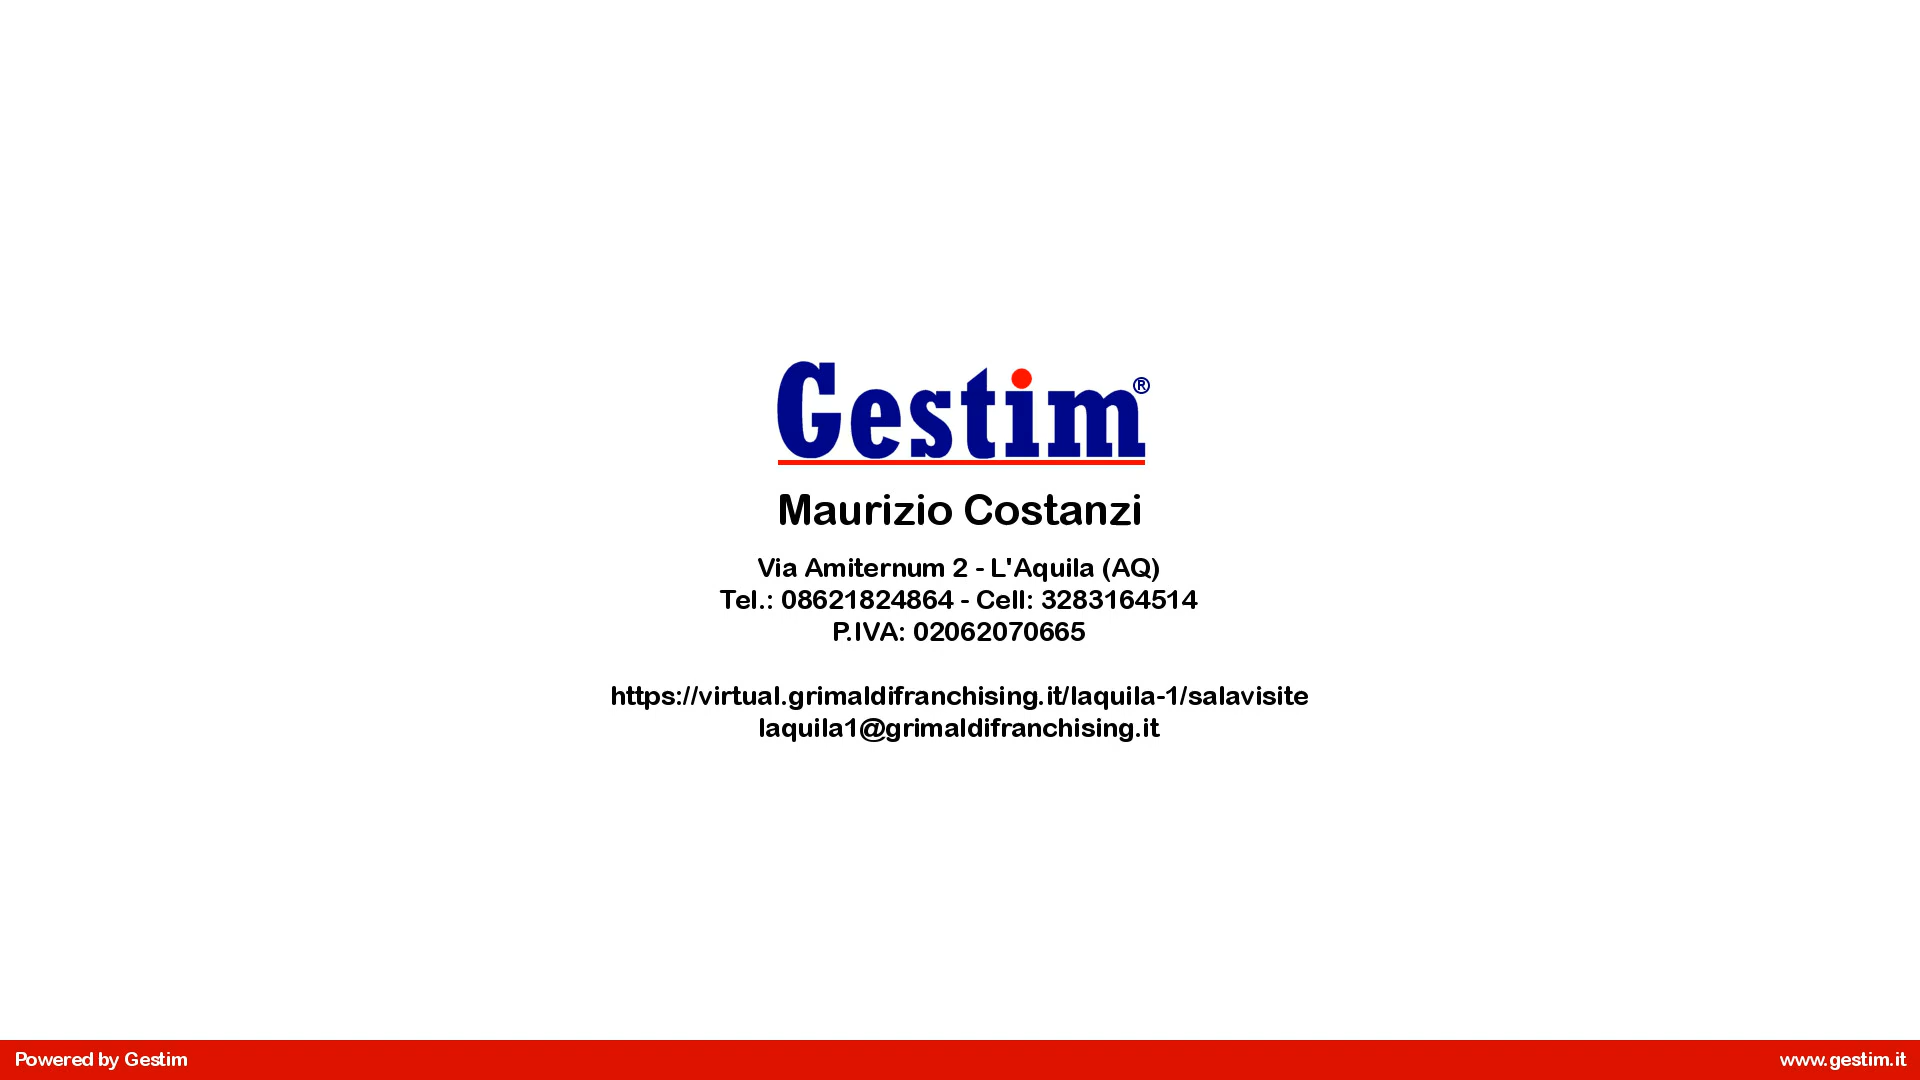 Gestim®
Maurizio Costanzi
Via Amiternum 2 - L'Aquila (AQ)
Tel.: 08621824864 - Cell: 3283164514
P.IVA: 02062070665
https://virtual.grimaldifranchising.it/laquila-1/salavisite
laquila1@grimaldifranchising.it
Powered by Gestim
www.gestim.it